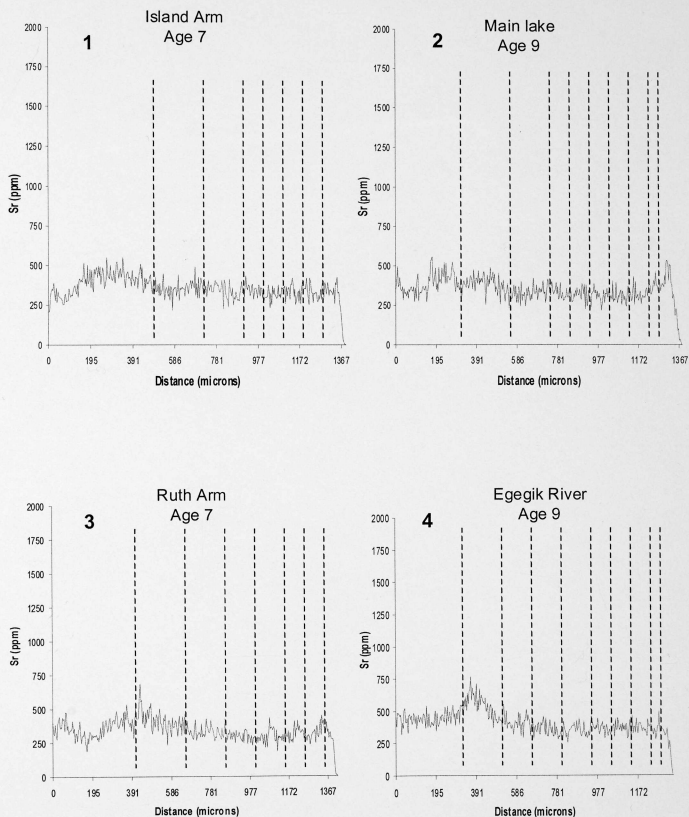 Island Arm
Age 7
1
2000
1750
1500
1250
1000
750
500
250
0
Sr (ppm)
0 195 391 586 781 977 1172 1367
Distance (microns)
Main lake
Age 9
2
2000
1750
1500
1250
1000
750
500
250
0
Sr (ppm)
0 195 391 586 781 977 1172 1367
Distance (microns)
Ruth Arm
Age 7
3
2000
1750
1500
1250
1000
750
500
250
0
Sr (ppm)
0 195 391 586 781 977 1172 1367
Distance (microns)
Egegik River
Age 9
4
2000
1750
1500
1250
1000
750
500
250
0
Sr (ppm)
0 195 391 586 781 977 1172
Distance (microns)